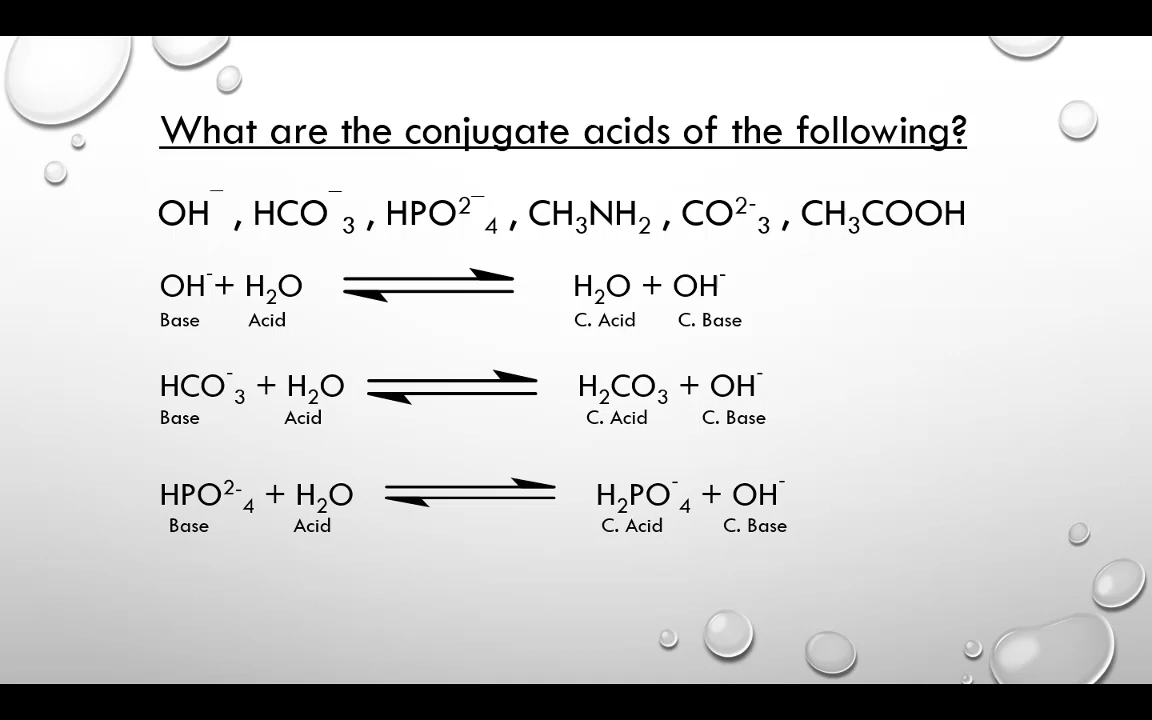 What are the conjugate acids of the following?
OH⁻ , HCO⁻₃ , HPO²⁻₄ , CH₃NH₂ , CO²⁻₃ , CH₃COOH
OH⁻+ H₂O H₂O + OH⁻
Base Acid C. Acid C. Base
HCO⁻₃ + H₂O H₂CO₃ + OH⁻
Base Acid C. Acid C. Base
HPO²⁻₄ + H₂O H₂PO⁻₄ + OH⁻
Base Acid C. Acid C. Base